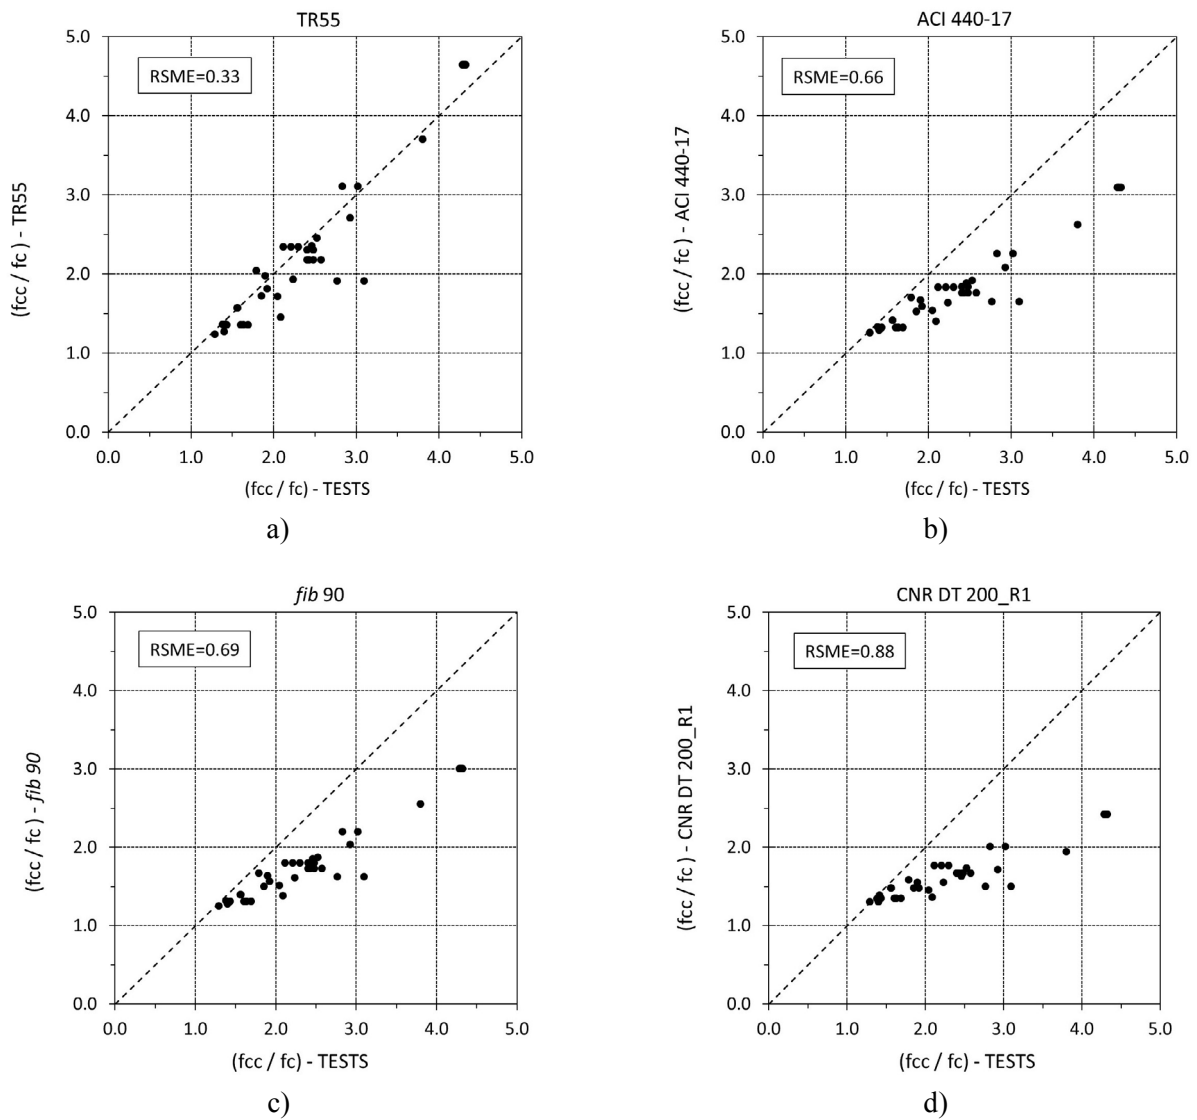 TR55
5.0
4.0
3.0
2.0
1.0
0.0
RSME=0.33
(fcc / fc ) - TR55
0.0 1.0 2.0 3.0 4.0 5.0
(fcc / fc) - TESTS
a)
ACI 440-17
5.0
4.0
3.0
2.0
1.0
0.0
RSME=0.66
(fcc / fc ) - ACI 440-17
0.0 1.0 2.0 3.0 4.0 5.0
(fcc / fc) - TESTS
b)
fib 90
5.0
4.0
3.0
2.0
1.0
0.0
RSME=0.69
(fcc / fc ) - fib 90
0.0 1.0 2.0 3.0 4.0 5.0
(fcc / fc) - TESTS
c)
CNR DT 200_R1
5.0
4.0
3.0
2.0
1.0
0.0
RSME=0.88
(fcc / fc ) - CNR DT 200_R1
0.0 1.0 2.0 3.0 4.0 5.0
(fcc / fc) - TESTS
d)